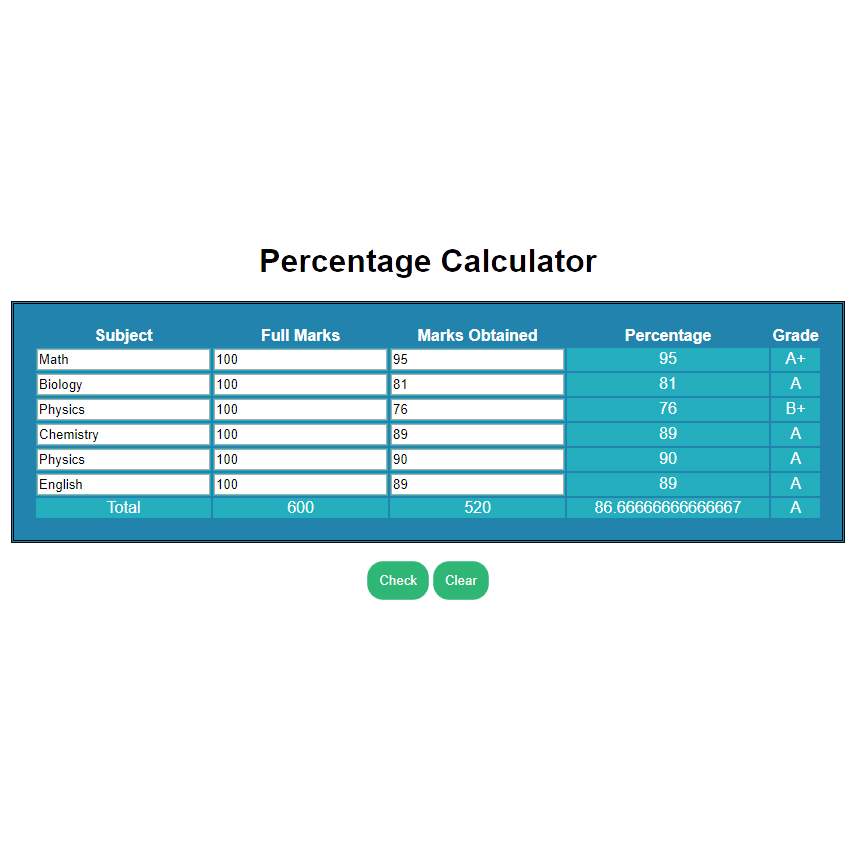 Percentage Calculator
Subject Full Marks Marks Obtained Percentage Grade
Math 100 95 95 A+
Biology 100 81 81 A
Physics 100 76 76 B+
Chemistry 100 89 89 A
Physics 100 90 90 A
English 100 89 89 A
Total 600 520 86.66666666666667 A
Check Clear